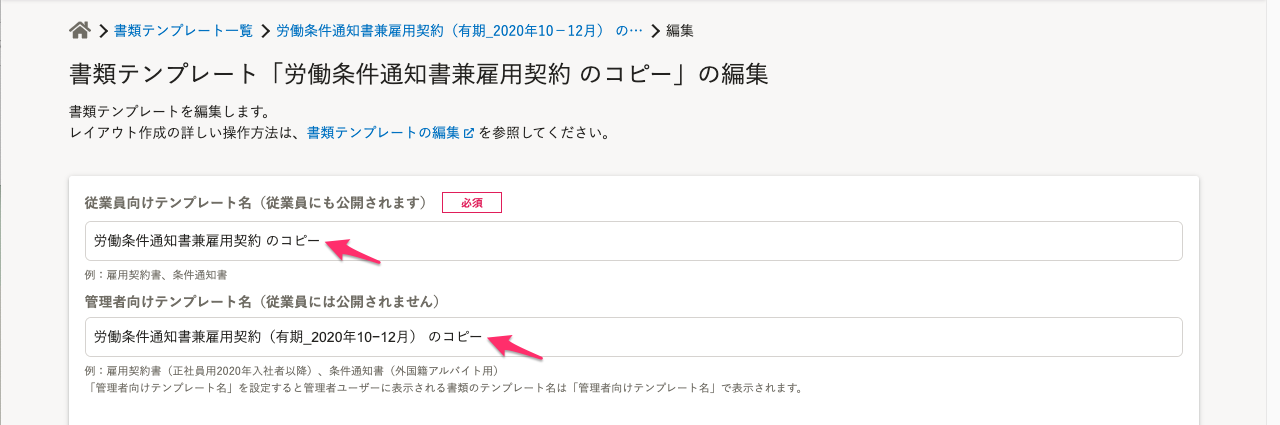 書類テンプレート一覧 労働条件通知書兼雇用契約（有期_2020年10－12月） の… 編集
書類テンプレート「労働条件通知書兼雇用契約 のコピー」の編集
書類テンプレートを編集します。
レイアウト作成の詳しい操作方法は、書類テンプレートの編集 を参照してください。
従業員向けテンプレート名（従業員にも公開されます） 必須
労働条件通知書兼雇用契約 のコピー
例：雇用契約書、条件通知書
管理者向けテンプレート名（従業員には公開されません）
労働条件通知書兼雇用契約（有期_2020年10−12月） のコピー
例：雇用契約書（正社員用2020年入社者以降）、条件通知書（外国籍アルバイト用）
「管理者向けテンプレート名」を設定すると管理者ユーザーに表示される書類のテンプレート名は「管理者向けテンプレート名」で表示されます。